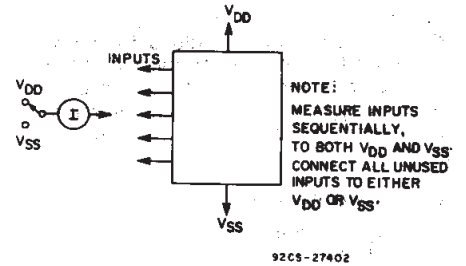 VDD
INPUTS
VDD
I
VSS
VSS
NOTE:
MEASURE INPUTS
SEQUENTIALLY,
TO BOTH VDD AND VSS.
CONNECT ALL UNUSED
INPUTS TO EITHER
VDD OR VSS.
92CS-27402